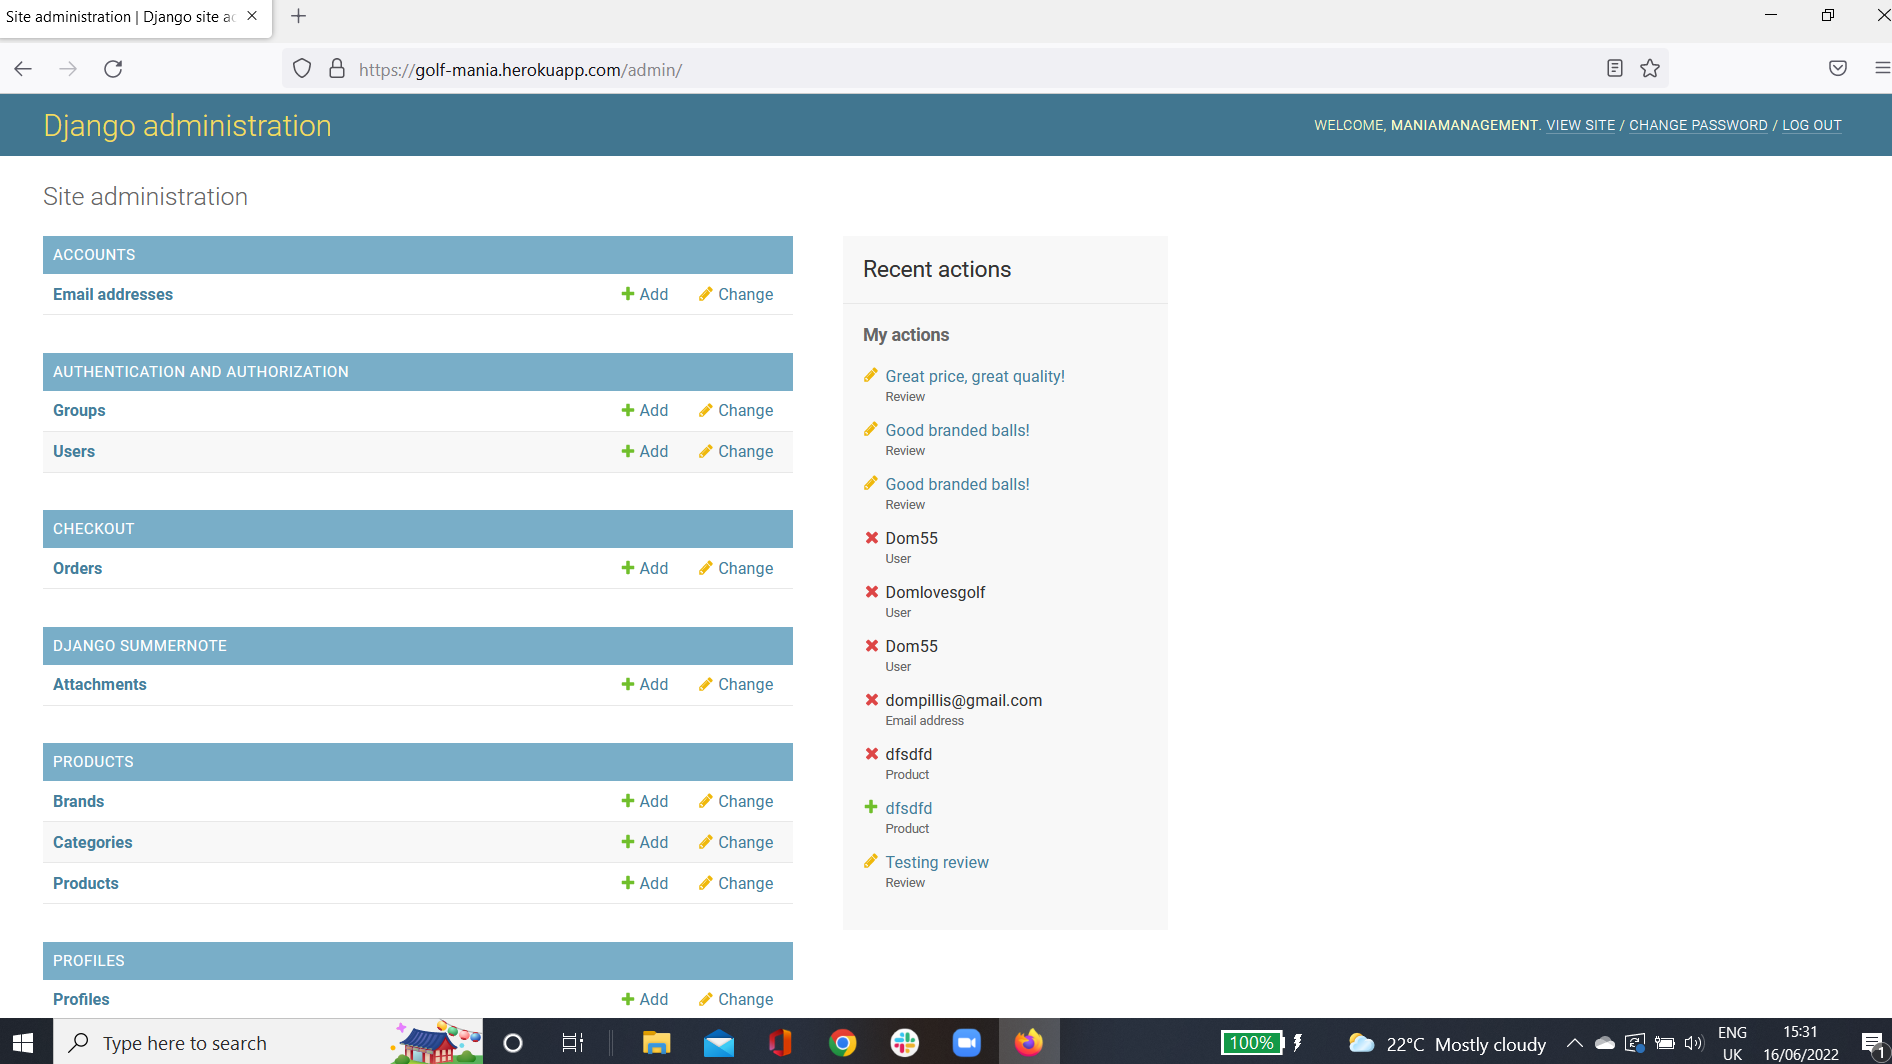 Site administration | Django site ac
https://golf-mania.herokuapp.com/admin/
Django administration
WELCOME, MANIAMANAGEMENT. VIEW SITE / CHANGE PASSWORD / LOG OUT
Site administration
ACCOUNTS
Email addresses Add Change
AUTHENTICATION AND AUTHORIZATION
Groups Add Change
Users Add Change
CHECKOUT
Orders Add Change
DJANGO SUMMERNOTE
Attachments Add Change
PRODUCTS
Brands Add Change
Categories Add Change
Products Add Change
PROFILES
Profiles Add Change
Recent actions
My actions
Great price, great quality!
Review
Good branded balls!
Review
Good branded balls!
Review
Dom55
User
Domlovesgolf
User
Dom55
User
dompillis@gmail.com
Email address
dfsdfd
Product
dfsdfd
Product
Testing review
Review
Type here to search
100%
22°C Mostly cloudy
ENG
UK
15:31
16/06/2022
1